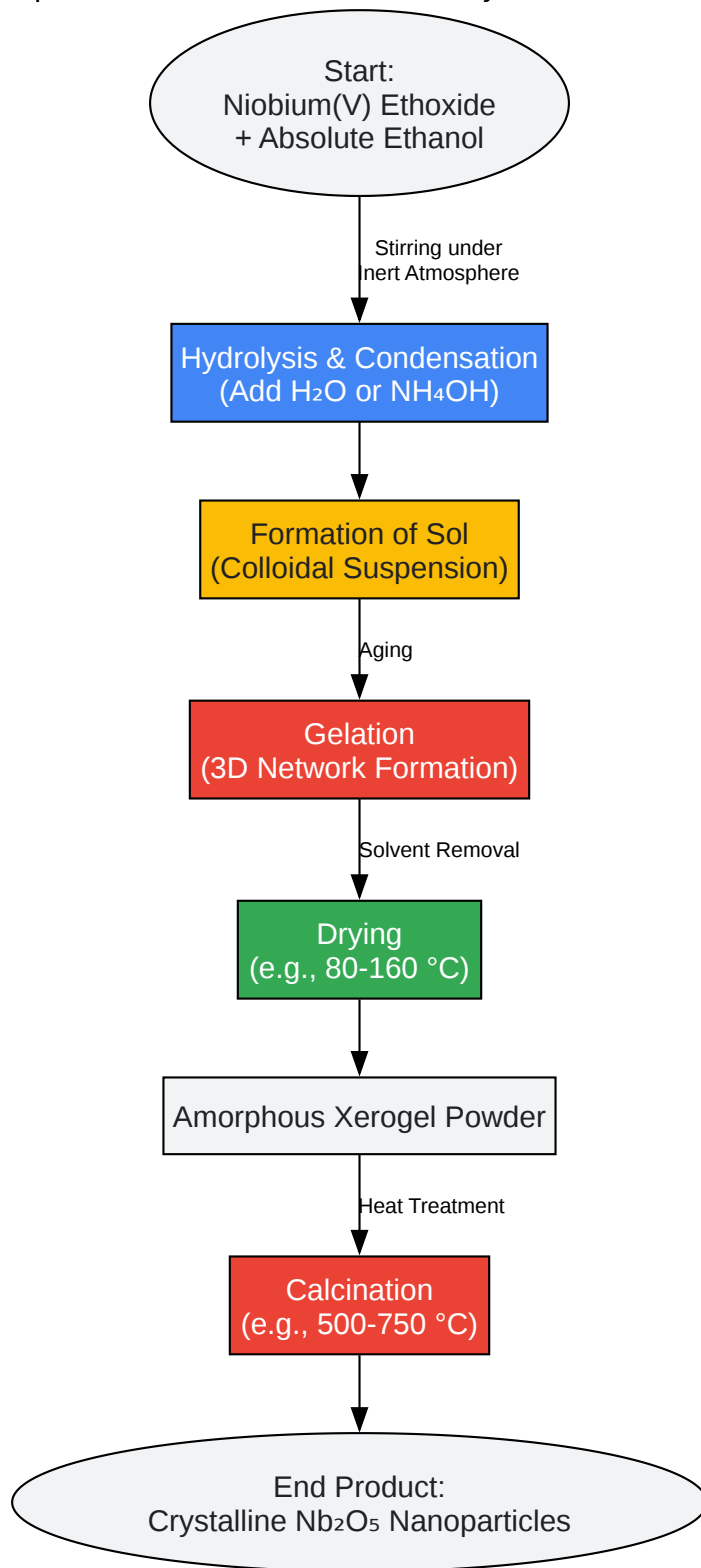 Start:
Niobium(V) Ethoxide
+ Absolute Ethanol
Stirring under
Inert Atmosphere
Hydrolysis & Condensation
(Add H₂O or NH₄OH)
Formation of Sol
(Colloidal Suspension)
Aging
Gelation
(3D Network Formation)
Solvent Removal
Drying
(e.g., 80-160 °C)
Amorphous Xerogel Powder
Heat Treatment
Calcination
(e.g., 500-750 °C)
End Product:
Crystalline Nb₂O₅ Nanoparticles